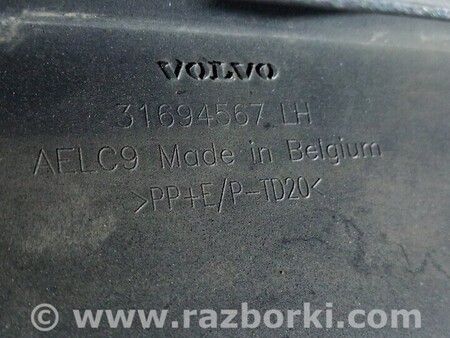 VOLVO
31694567 LH
AELC9 Made in Belgium
>PP+E/P-TD20<
© www.razborki.com